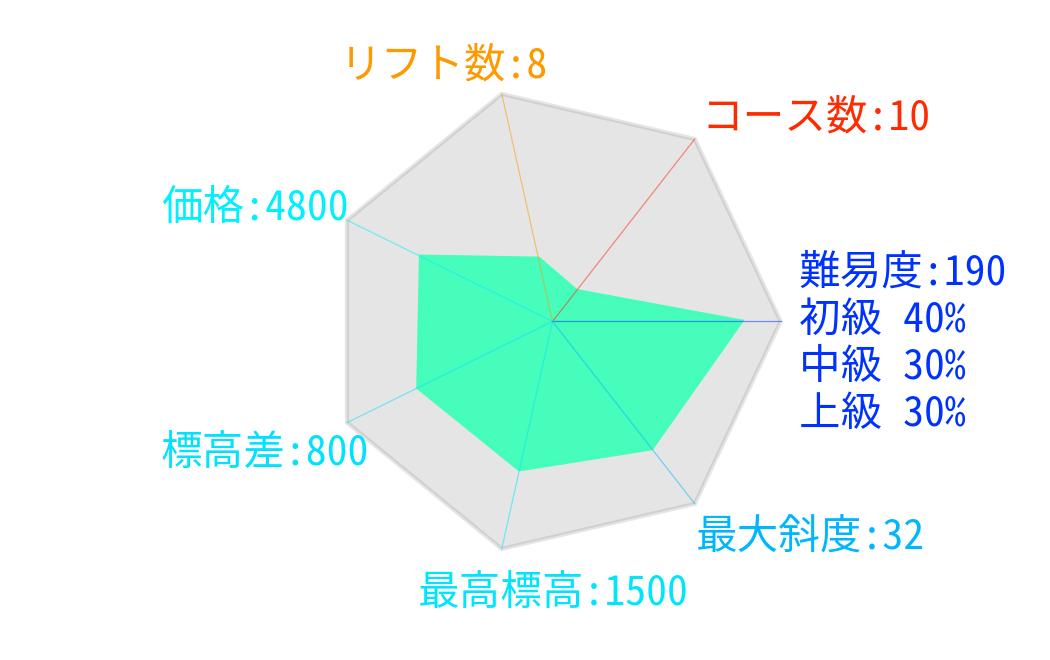 リフト数:8
コース数:10
価格:4800
難易度:190
初級 40%
中級 30%
上級 30%
標高差:800
最大斜度:32
最高標高:1500